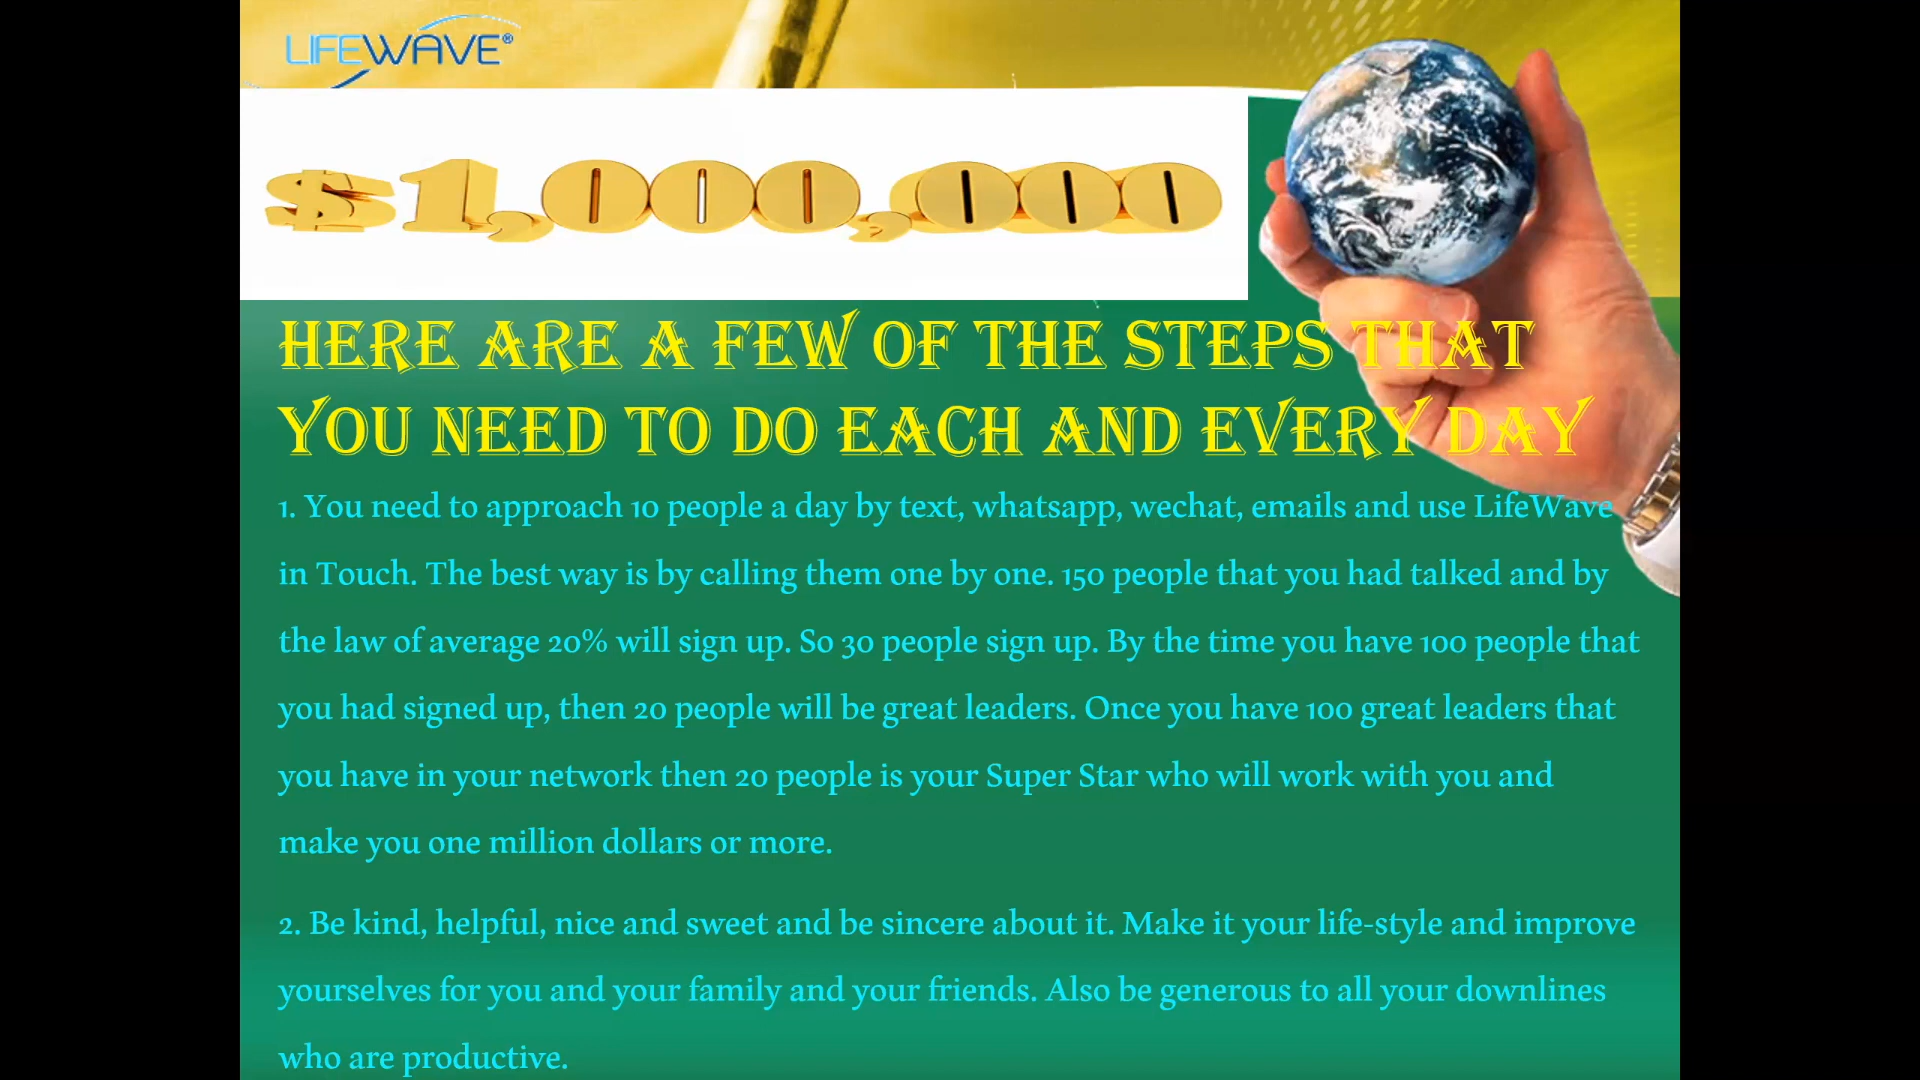 LIFEWAVE®
$1,000,000
HERE ARE A FEW OF THE STEPS THAT
YOU NEED TO DO EACH AND EVERY DAY
1. You need to approach 10 people a day by text, whatsapp, wechat, emails and use LifeWave
in Touch. The best way is by calling them one by one. 150 people that you had talked and by
the law of average 20% will sign up. So 30 people sign up. By the time you have 100 people that
you had signed up, then 20 people will be great leaders. Once you have 100 great leaders that
you have in your network then 20 people is your Super Star who will work with you and
make you one million dollars or more.
2. Be kind, helpful, nice and sweet and be sincere about it. Make it your life-style and improve
yourselves for you and your family and your friends. Also be generous to all your downlines
who are productive.